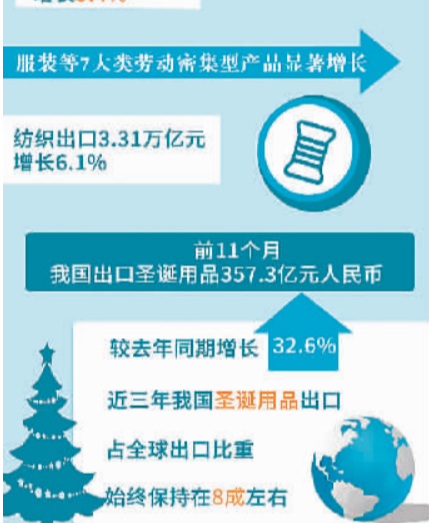 服装等7大类劳动密集型产品显著增长
纺织出口3.31万亿元
增长6.1%
前11个月
我国出口圣诞用品357.3亿元人民币
较去年同期增长 32.6%
近三年我国圣诞用品出口
占全球出口比重
始终保持在8成左右